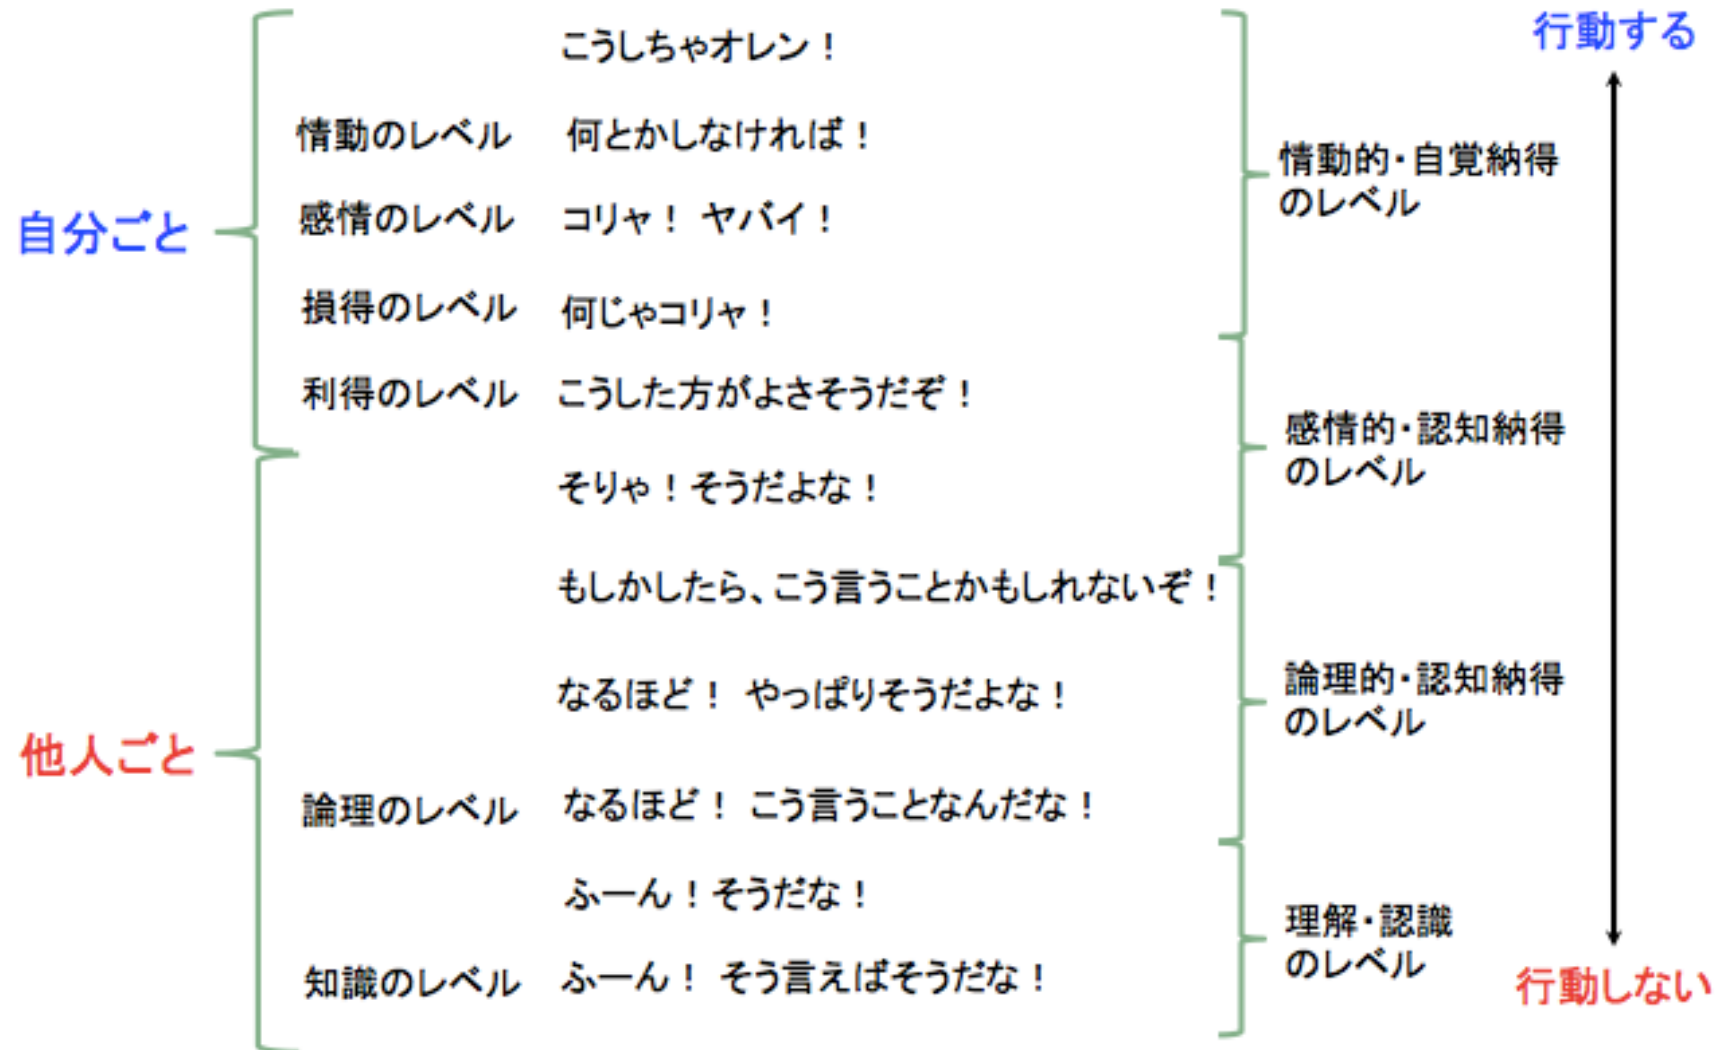 行動する
こうしちゃオレン！
情動のレベル　何とかしなければ！
情動的・自覚納得
のレベル
感情のレベル　コリャ！ ヤバイ！
自分ごと
損得のレベル　何じゃコリャ！
利得のレベル　こうした方がよさそうだぞ！
感情的・認知納得
のレベル
そりゃ！そうだよな！
もしかしたら、こう言うことかもしれないぞ！
論理的・認知納得
のレベル
なるほど！ やっぱりそうだよな！
他人ごと
論理のレベル　なるほど！ こう言うことなんだな！
ふーん！そうだな！
理解・認識
のレベル
知識のレベル　ふーん！ そう言えばそうだな！
行動しない